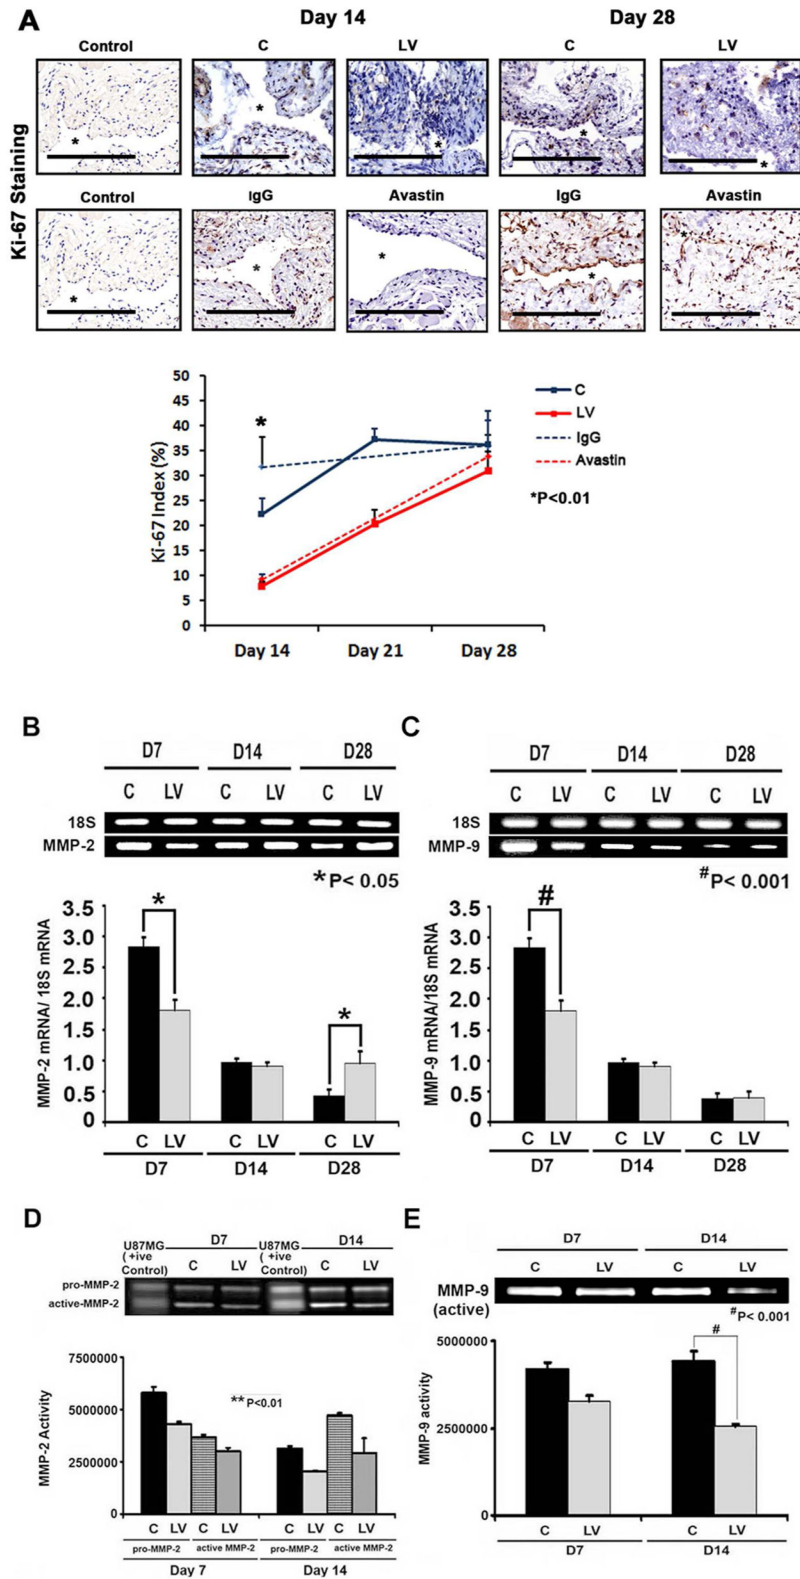 A
Day 14 Day 28
Control C LV C LV
Ki-67 Staining
* * * * *
Control IgG Avastin IgG Avastin
* * * * *
50
45
40
35
30
25
20
15
10
5
0
Ki-67 Index (%)
*
C
LV
IgG
Avastin
*P<0.01
Day 14 Day 21 Day 28
B
D7 D14 D28
C LV C LV C LV
18S
MMP-2
*P< 0.05
3.5
3.0
2.5
2.0
1.5
1.0
0.5
0
MMP-2 mRNA/ 18S mRNA
* *
C LV C LV C LV
D7 D14 D28
C
D7 D14 D28
C LV C LV C LV
18S
MMP-9
#P< 0.001
3.5
3.0
2.5
2.0
1.5
1.0
0.5
0
MMP-9 mRNA/18S mRNA
#
C LV C LV C LV
D7 D14 D28
D
U87MG D7 U87MG D14
( +ive ( +ive
Control) C LV Control) C LV
pro-MMP-2
active-MMP-2
7500000
5000000
2500000
0
MMP-2 Activity
**P<0.01
C LV C LV C LV C LV
pro-MMP-2 active MMP-2 pro-MMP-2 active MMP-2
Day 7 Day 14
E
D7 D14
C LV C LV
MMP-9
(active)
#P< 0.001
5000000
2500000
0
MMP-9 activity
#
C LV C LV
D7 D14